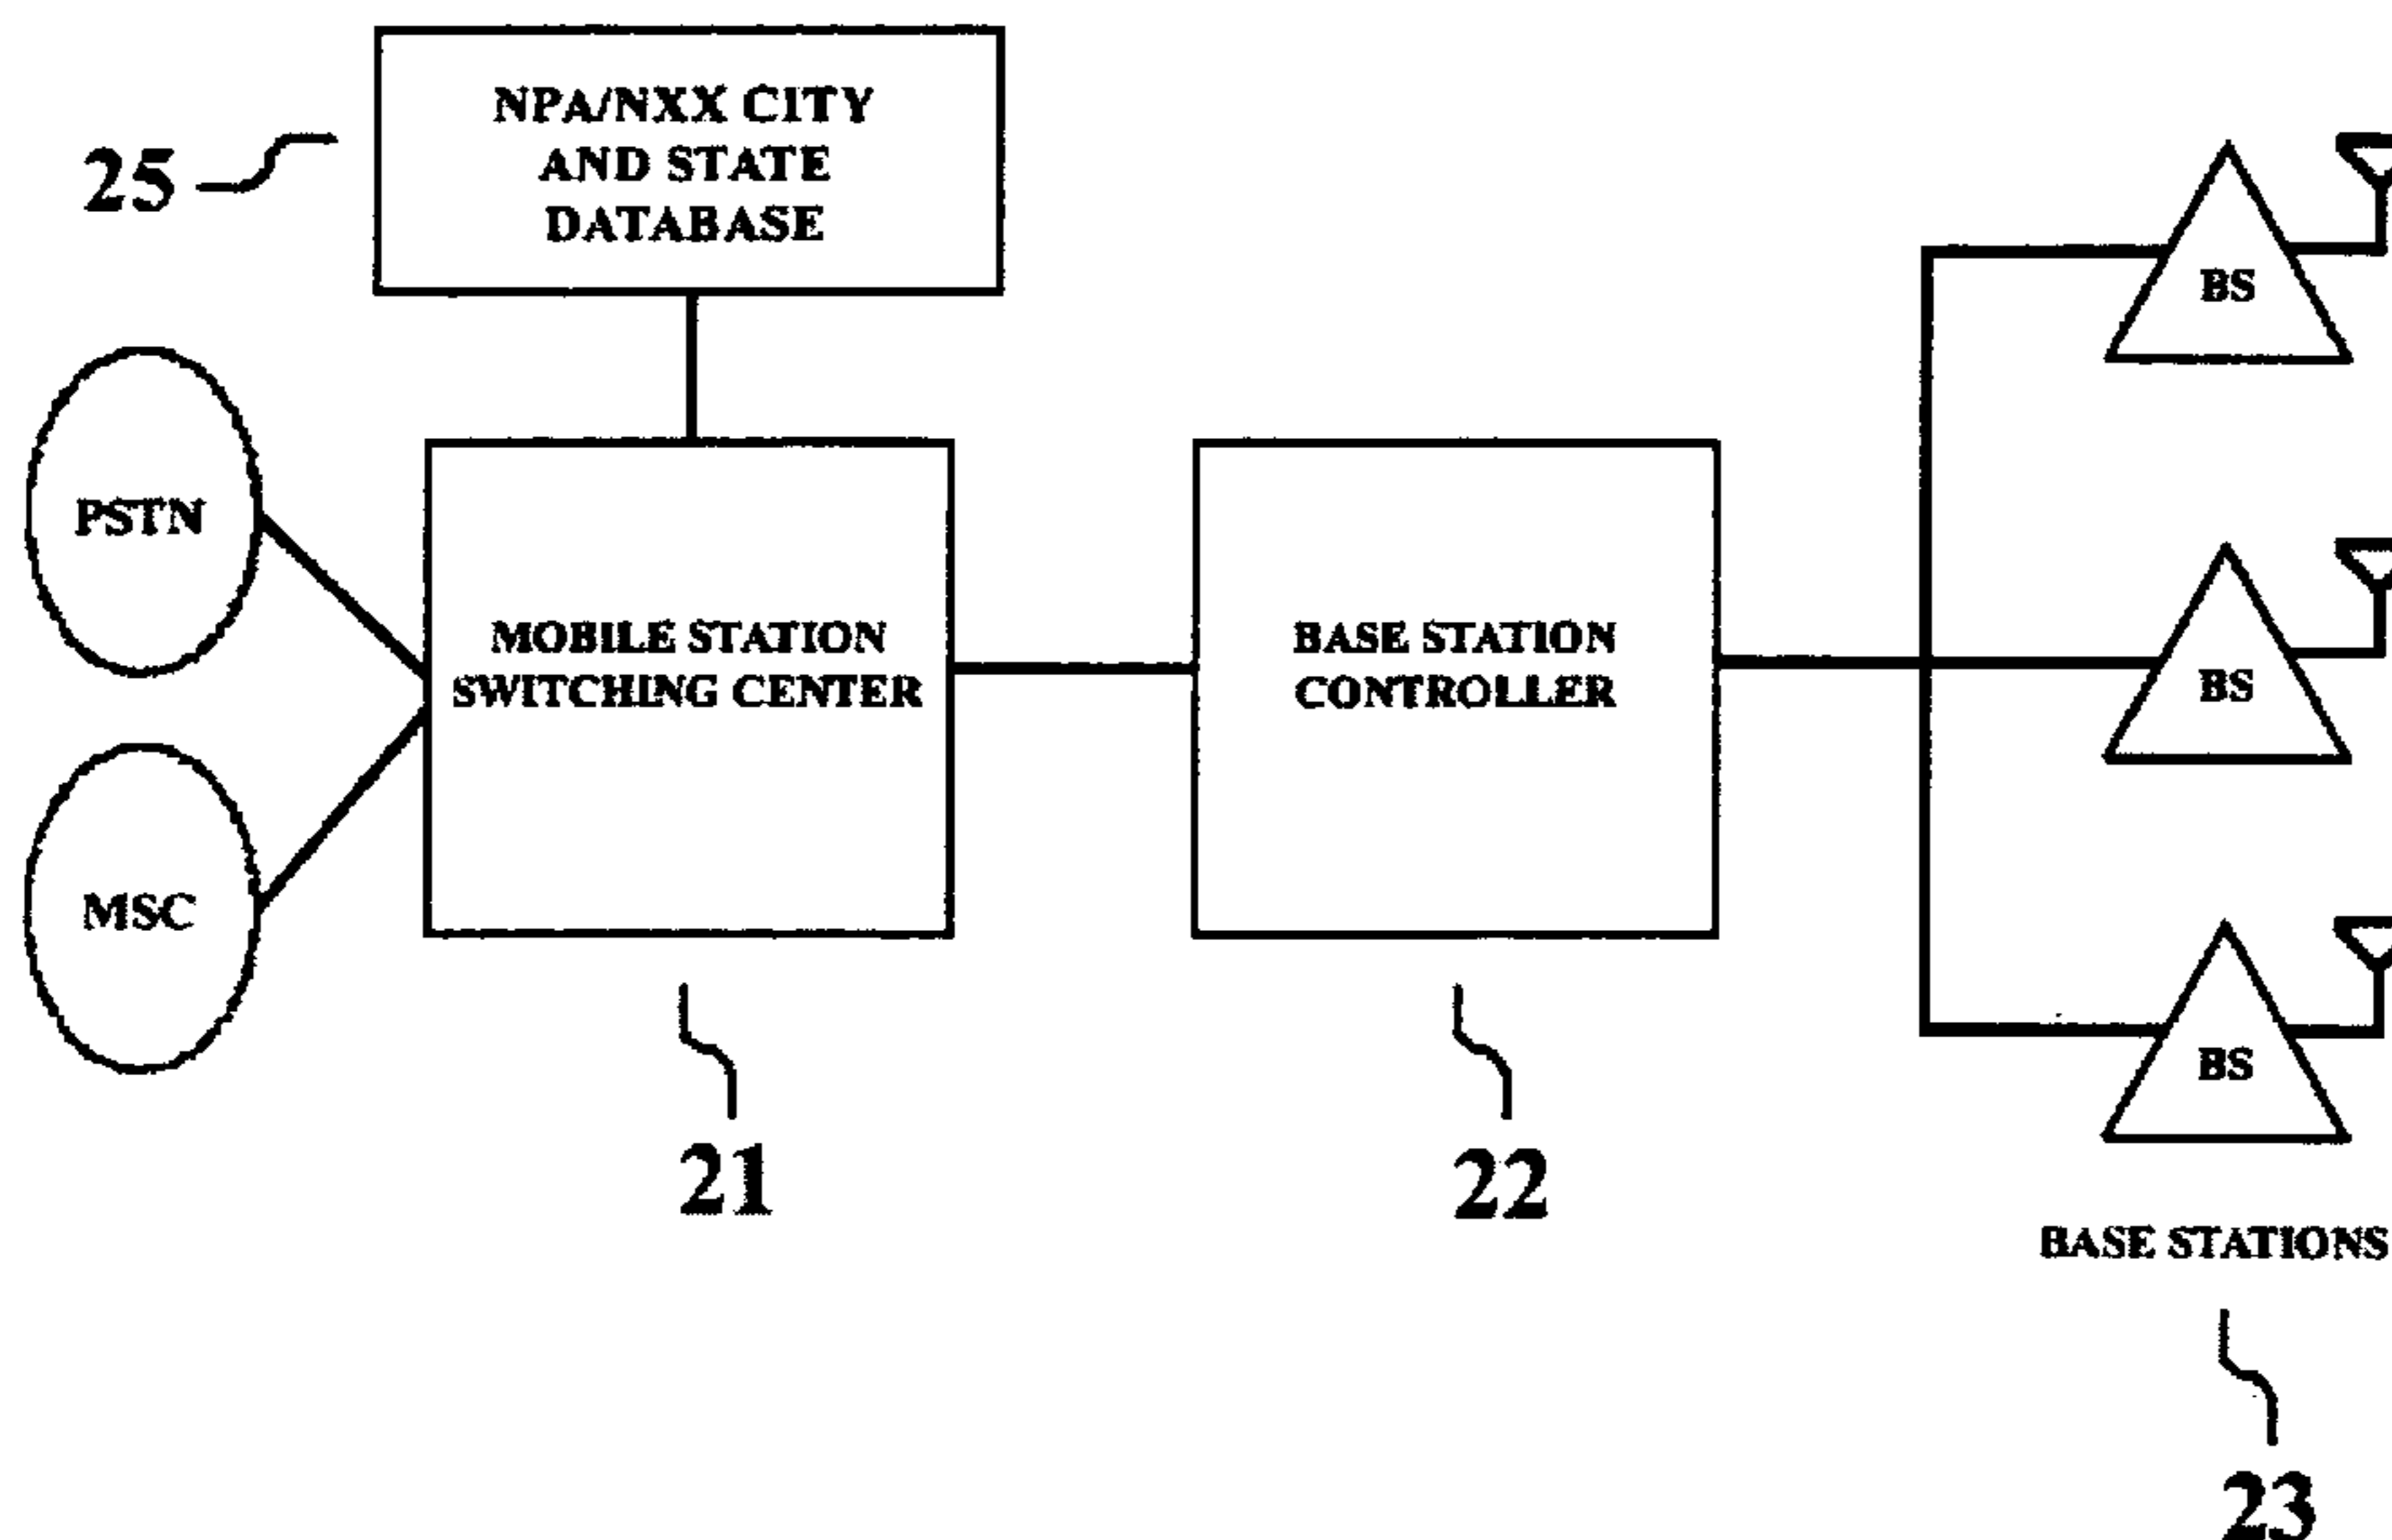 NPA/NXX CITY
AND STATE
DATABASE
25
PSTN
MSC
MOBILE STATION
SWITCHING CENTER
21
BASE STATION
CONTROLLER
22
BS
BS
BS
BASE STATIONS
23